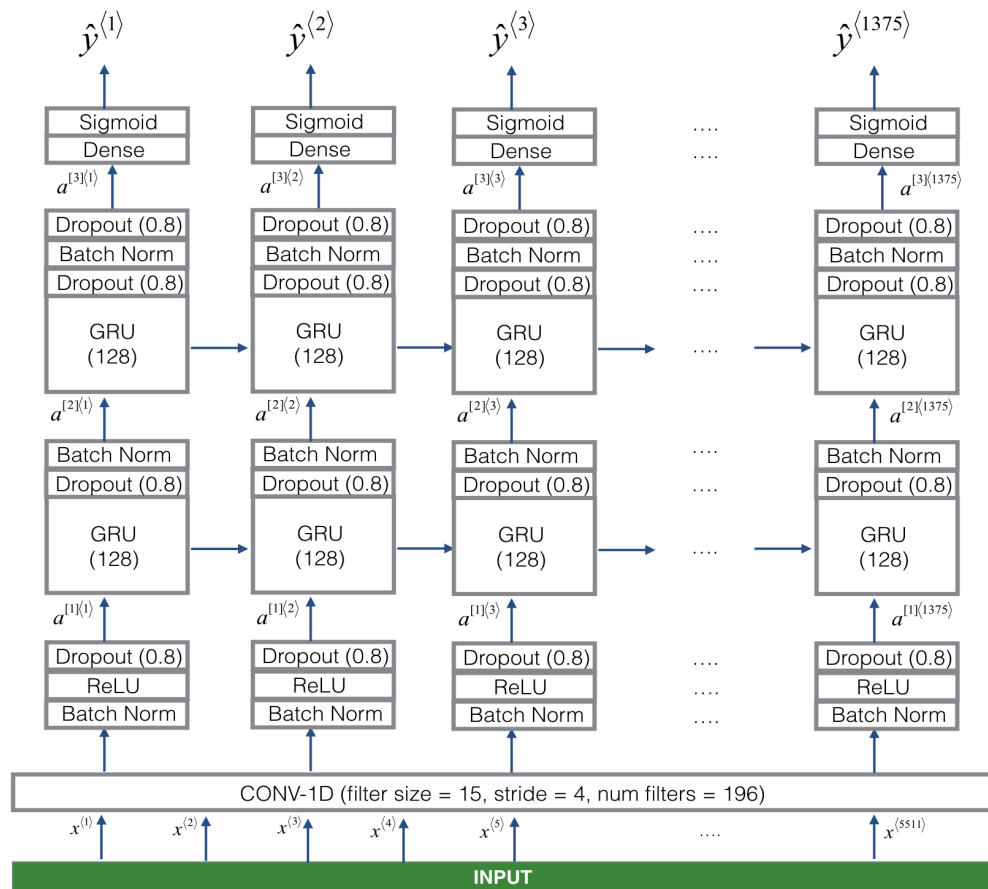 ŷ⟨1⟩ ŷ⟨2⟩ ŷ⟨3⟩ ŷ⟨1375⟩
Sigmoid Sigmoid Sigmoid .... Sigmoid
Dense Dense Dense .... Dense
a[3]⟨1⟩ a[3]⟨2⟩ a[3]⟨3⟩ a[3]⟨1375⟩
Dropout (0.8) Dropout (0.8) Dropout (0.8) .... Dropout (0.8)
Batch Norm Batch Norm Batch Norm .... Batch Norm
Dropout (0.8) Dropout (0.8) Dropout (0.8) .... Dropout (0.8)
GRU GRU GRU GRU
(128) (128) (128) .... (128)
a[2]⟨1⟩ a[2]⟨2⟩ a[2]⟨3⟩ a[2]⟨1375⟩
Batch Norm Batch Norm Batch Norm .... Batch Norm
Dropout (0.8) Dropout (0.8) Dropout (0.8) .... Dropout (0.8)
GRU GRU GRU GRU
(128) (128) (128) .... (128)
a[1]⟨1⟩ a[1]⟨2⟩ a[1]⟨3⟩ a[1]⟨1375⟩
Dropout (0.8) Dropout (0.8) Dropout (0.8) .... Dropout (0.8)
ReLU ReLU ReLU .... ReLU
Batch Norm Batch Norm Batch Norm .... Batch Norm
CONV-1D (filter size = 15, stride = 4, num filters = 196)
x⟨1⟩ x⟨2⟩ x⟨3⟩ x⟨4⟩ x⟨5⟩ .... x⟨5511⟩
INPUT